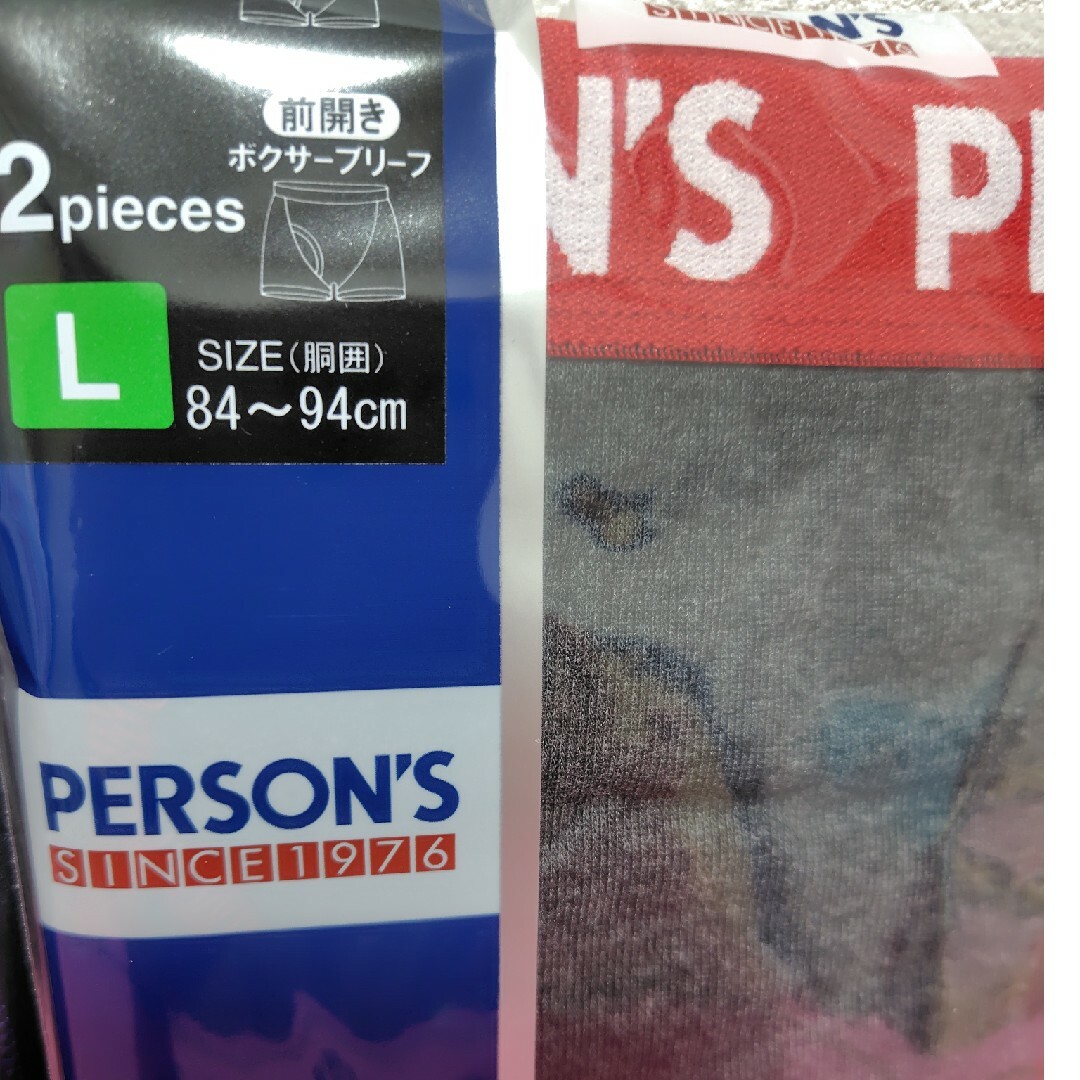 前開き
ボクサーブリーフ
2pieces
L
SIZE(胴囲)
84～94cm
PERSON'S
SINCE1976
N'S
SINCE1976
N'S P